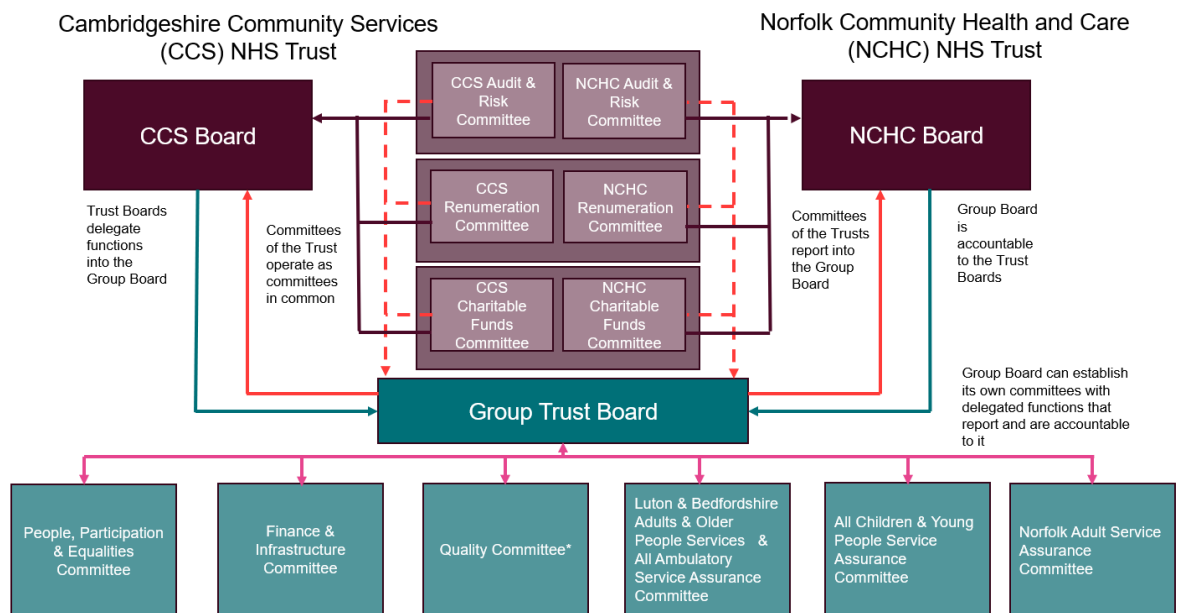 Cambridgeshire Community Services
(CCS) NHS Trust
Norfolk Community Health and Care
(NCHC) NHS Trust
CCS Board
CCS Audit &
Risk
Committee
NCHC Audit &
Risk
Committee
NCHC Board
CCS
Renumeration
Committee
NCHC
Renumeration
Committee
CCS
Charitable
Funds
Committee
NCHC
Charitable
Funds
Committee
Trust Boards
delegate
functions
into the
Group Board
Committees
of the Trust
operate as
committees
in common
Committees
of the Trusts
report into
the Group
Board
Group Board
is
accountable
to the Trust
Boards
Group Trust Board
Group Board can establish
its own committees with
delegated functions that
report and are accountable
to it
People, Participation
& Equalities
Committee
Finance &
Infrastructure
Committee
Quality Committee*
Luton & Bedfordshire
Adults & Older
People Services &
All Ambulatory
Service Assurance
Committee
All Children & Young
People Service
Assurance
Committee
Norfolk Adult Service
Assurance
Committee